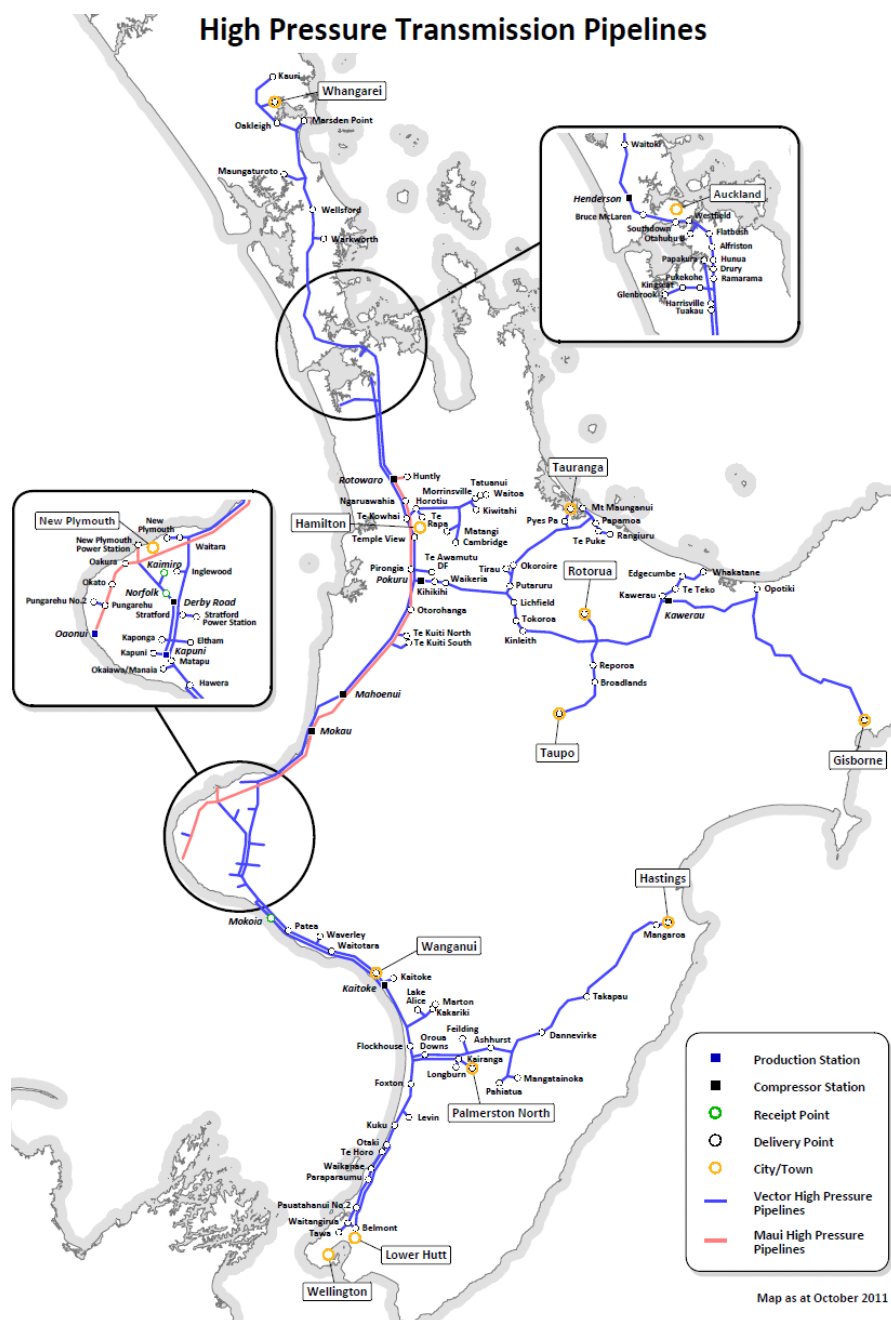 High Pressure Transmission Pipelines
Kauri
Whangarei
Marsden Point
Oakleigh
Maungaturoto
Wellsford
Warkworth
Waitoki
Henderson
Auckland
Bruce McLaren
Westfield
Southdown
Otahuhu B
Flatbush
Alfriston
Papakura
Hunua
Drury
Pukekohe
Ramarama
Kingseat
Glenbrook
Harrisville
Tuakau
Rotowaro
Huntly
Ngaruawahia
Horotiu
Morrinsville
Tatuanui
Waitoa
Kiwitahi
Te Kowhai
Te
Rapa
Hamilton
Temple View
Matangi
Cambridge
Tauranga
Mt Maunganui
Pyes Pa
Papamoa
Te Puke
Rangiuru
Te Awamutu
DF
Pirongia
Pokuru
Kihikihi
Waikeria
Okoroire
Tirau
Putaruru
Lichfield
Tokoroa
Kinleith
Rotorua
Edgecumbe
Whakatane
Te Teko
Kawerau
Kawerau
Opotiki
Otorohanga
Te Kuiti North
Te Kuiti South
Reporoa
Broadlands
Taupo
Gisborne
Mahoenui
Mokau
New Plymouth
New
Plymouth
New Plymouth
Power Station
Waitara
Oakura
Kaimiro
Inglewood
Okato
Norfolk
Derby Road
Pungarehu No.2
Pungarehu
Stratford
Stratford
Power Station
Oaonui
Kaponga
Eltham
Kapuni
Kapuni
Matapu
Okaiawa/Manaia
Hawera
Mokoia
Patea
Waverley
Waitotara
Wanganui
Kaitoke
Kaitoke
Lake
Alice
Marton
Kakariki
Hastings
Mangaroa
Takapau
Dannevirke
Feilding
Oroua
Downs
Ashhurst
Flockhouse
Kairanga
Longburn
Mangatainoka
Pahiatua
Palmerston North
Foxton
Levin
Kuku
Otaki
Te Horo
Waikanae
Paraparaumu
Pauatahanui No.2
Waitangirua
Belmont
Tawa
Lower Hutt
Wellington
Production Station
Compressor Station
Receipt Point
Delivery Point
City/Town
Vector High Pressure
Pipelines
Maui High Pressure
Pipelines
Map as at October 2011